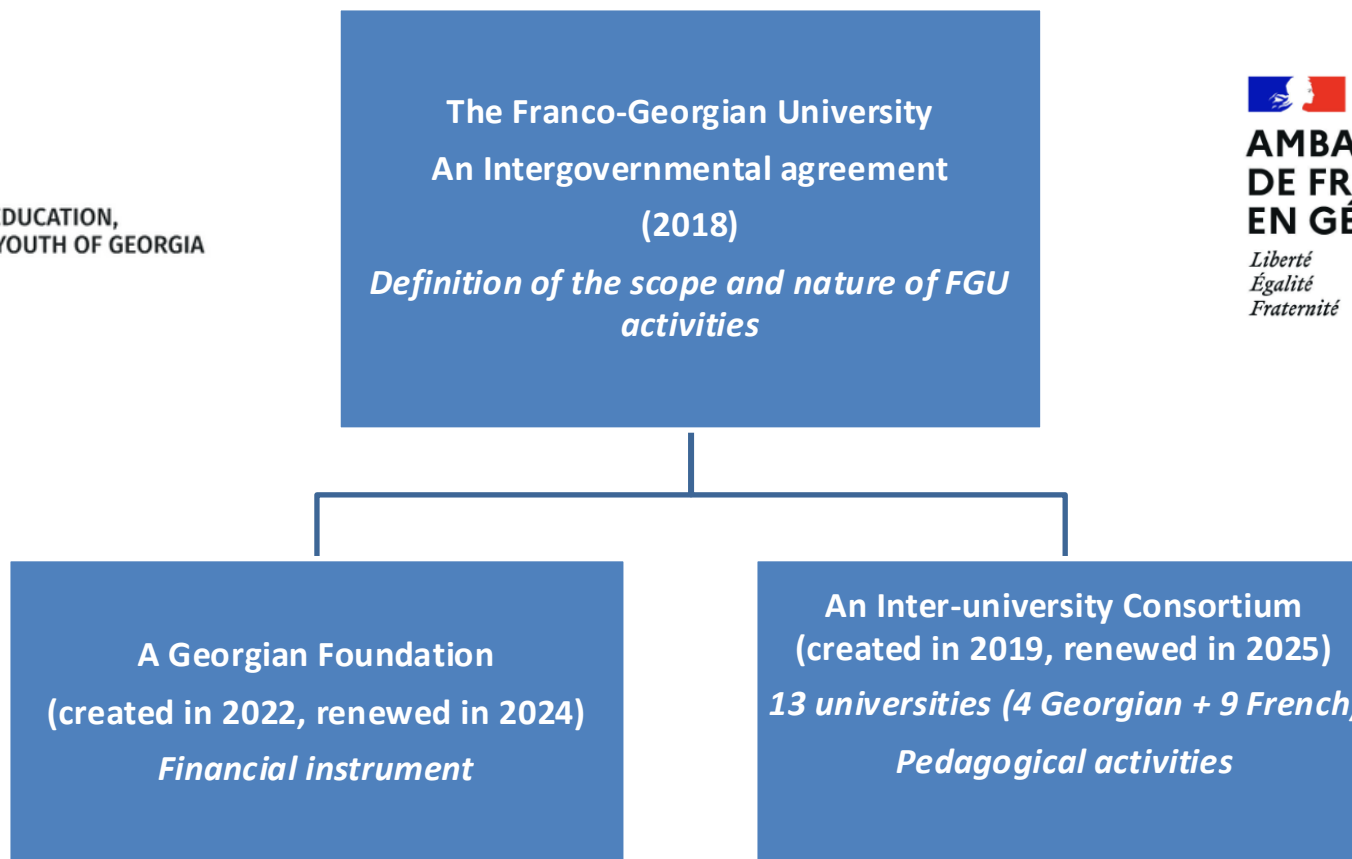 The Franco-Georgian University
An Intergovernmental agreement
(2018)
Definition of the scope and nature of FGU
activities
EDUCATION,
YOUTH OF GEORGIA
AMBA
DE FR
EN GÉ
Liberté
Égalité
Fraternité
A Georgian Foundation
(created in 2022, renewed in 2024)
Financial instrument
An Inter-university Consortium
(created in 2019, renewed in 2025)
13 universities (4 Georgian + 9 French)
Pedagogical activities